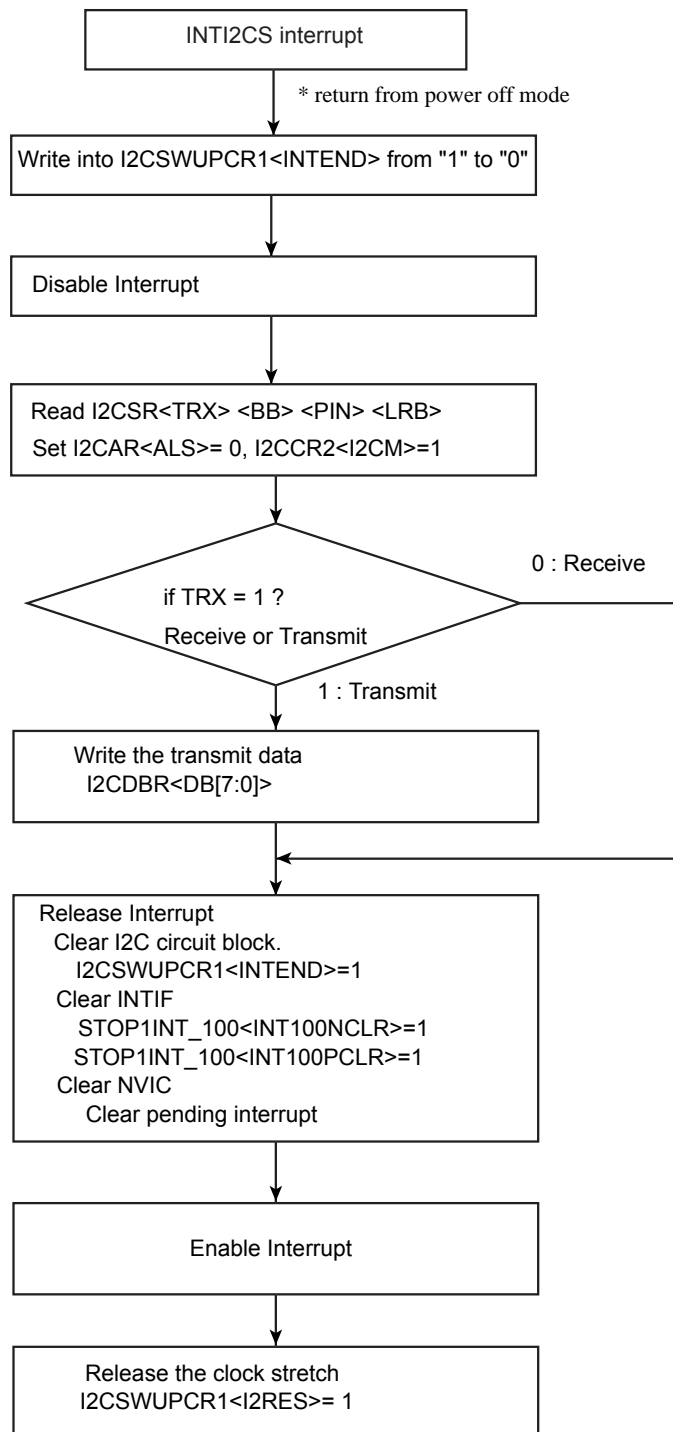 INTI2CS interrupt
* return from power off mode
Write into I2CSWUPCR1<INTEND> from "1" to "0"
Disable Interrupt
Read I2CSR<TRX> <BB> <PIN> <LRB>
Set I2CAR<ALS>= 0, I2CCR2<I2CM>=1
0 : Receive
if TRX = 1 ?
Receive or Transmit
1 : Transmit
Write the transmit data
I2CDBR<DB[7:0]>
Release Interrupt
Clear I2C circuit block.
I2CSWUPCR1<INTEND>=1
Clear INTIF
STOP1INT_100<INT100NCLR>=1
STOP1INT_100<INT100PCLR>=1
Clear NVIC
Clear pending interrupt
Enable Interrupt
Release the clock stretch
I2CSWUPCR1<I2RES>= 1